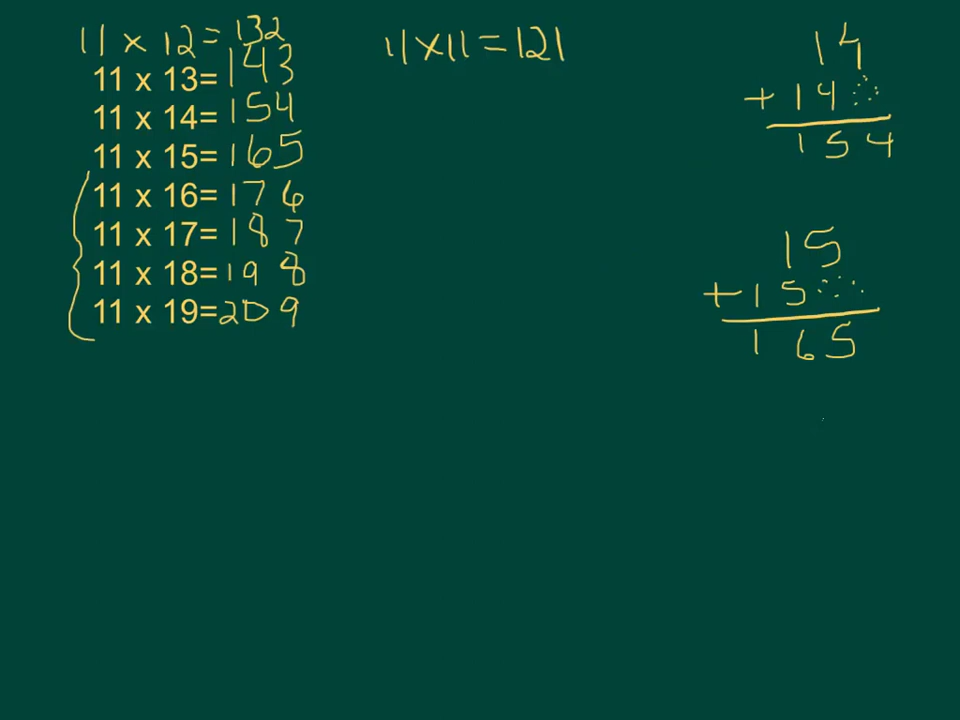 11 x 12 = 132
11 x 13= 143
11 x 14= 154
11 x 15= 165
11 x 16= 176
11 x 17= 187
11 x 18= 198
11 x 19= 209
11 x 11 = 121
14
+ 14
154
15
+ 15
165